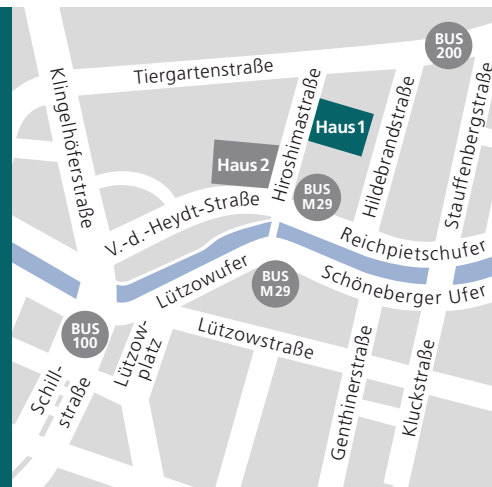 BUS
200
Tiergartenstraße
Klingelhöferstraße
Hiroshimastraße
Haus 1
Hildebrandstraße
Stauffenbergstraße
Haus 2
BUS
M29
V.-d.-Heydt-Straße
Reichpietschufer
Lützowufer
BUS
M29
Schöneberger Ufer
BUS
100
Lützow-
platz
Lützowstraße
Schill-
straße
Genthinerstraße
Kluckstraße